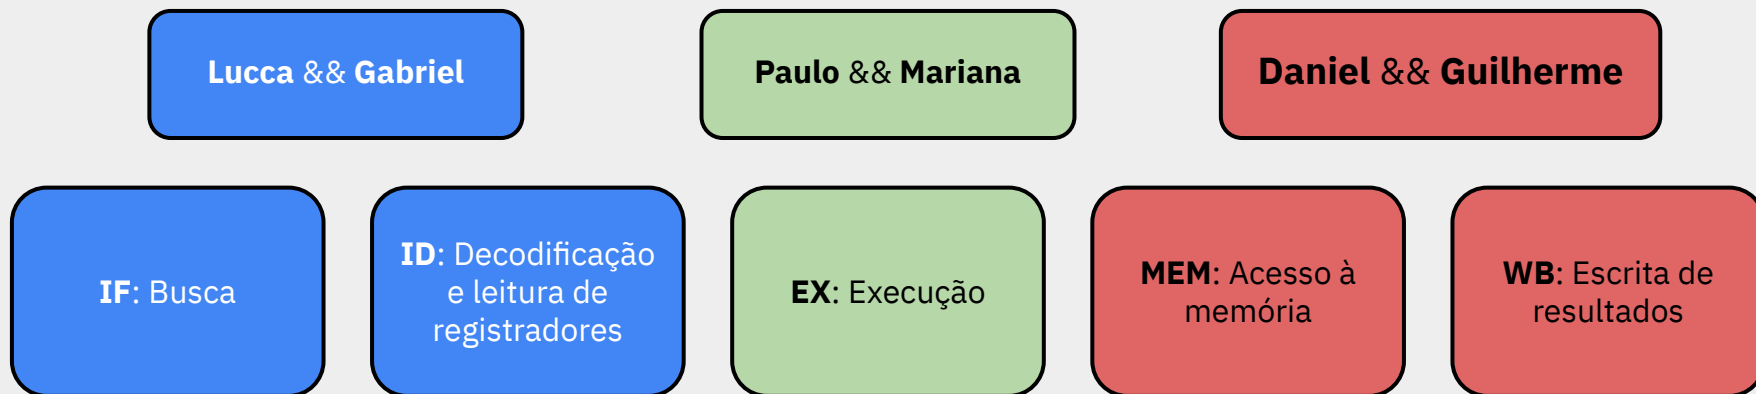 Lucca && Gabriel
Paulo && Mariana
Daniel && Guilherme
IF: Busca
ID: Decodificação
e leitura de
registradores
EX: Execução
MEM: Acesso à
memória
WB: Escrita de
resultados